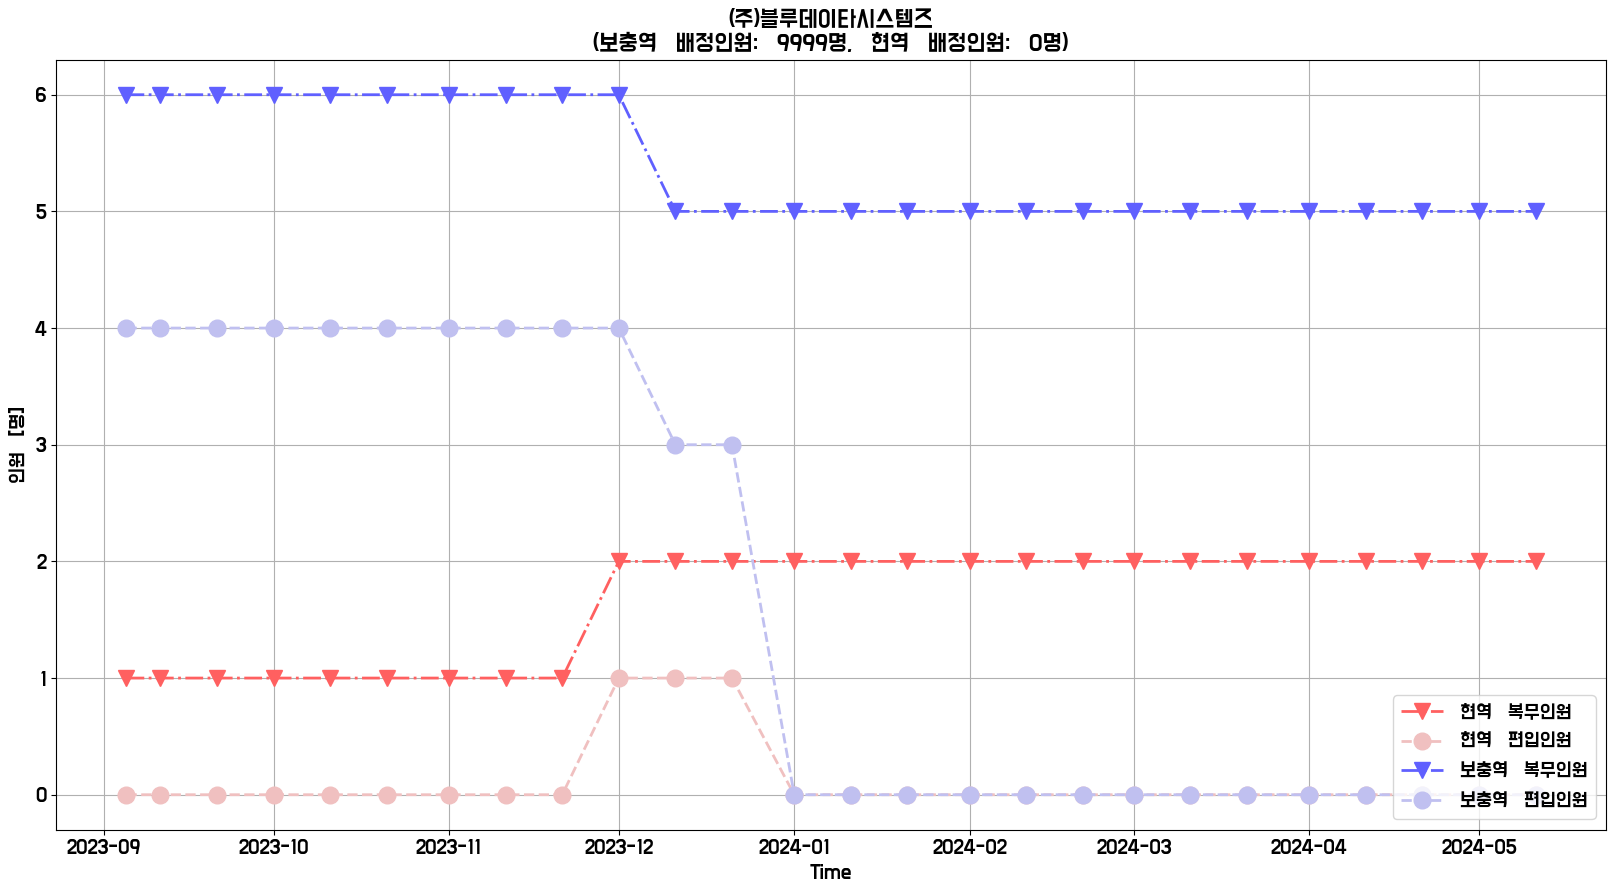 (주)블루데이타시스템즈
(보충역 배정인원: 9999명, 현역 배정인원: 0명)
인원 [명]
6
5
4
3
2
1
0
2023-09 2023-10 2023-11 2023-12 2024-01 2024-02 2024-03 2024-04 2024-05
Time
현역 복무인원
현역 편입인원
보충역 복무인원
보충역 편입인원